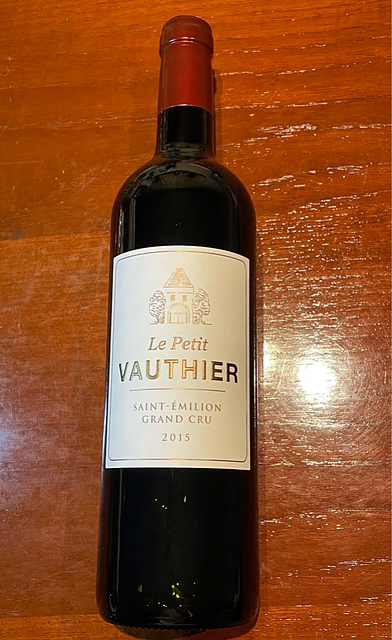 Le Petit
VAUTHIER
SAINT-ÉMILION
GRAND CRU
2015